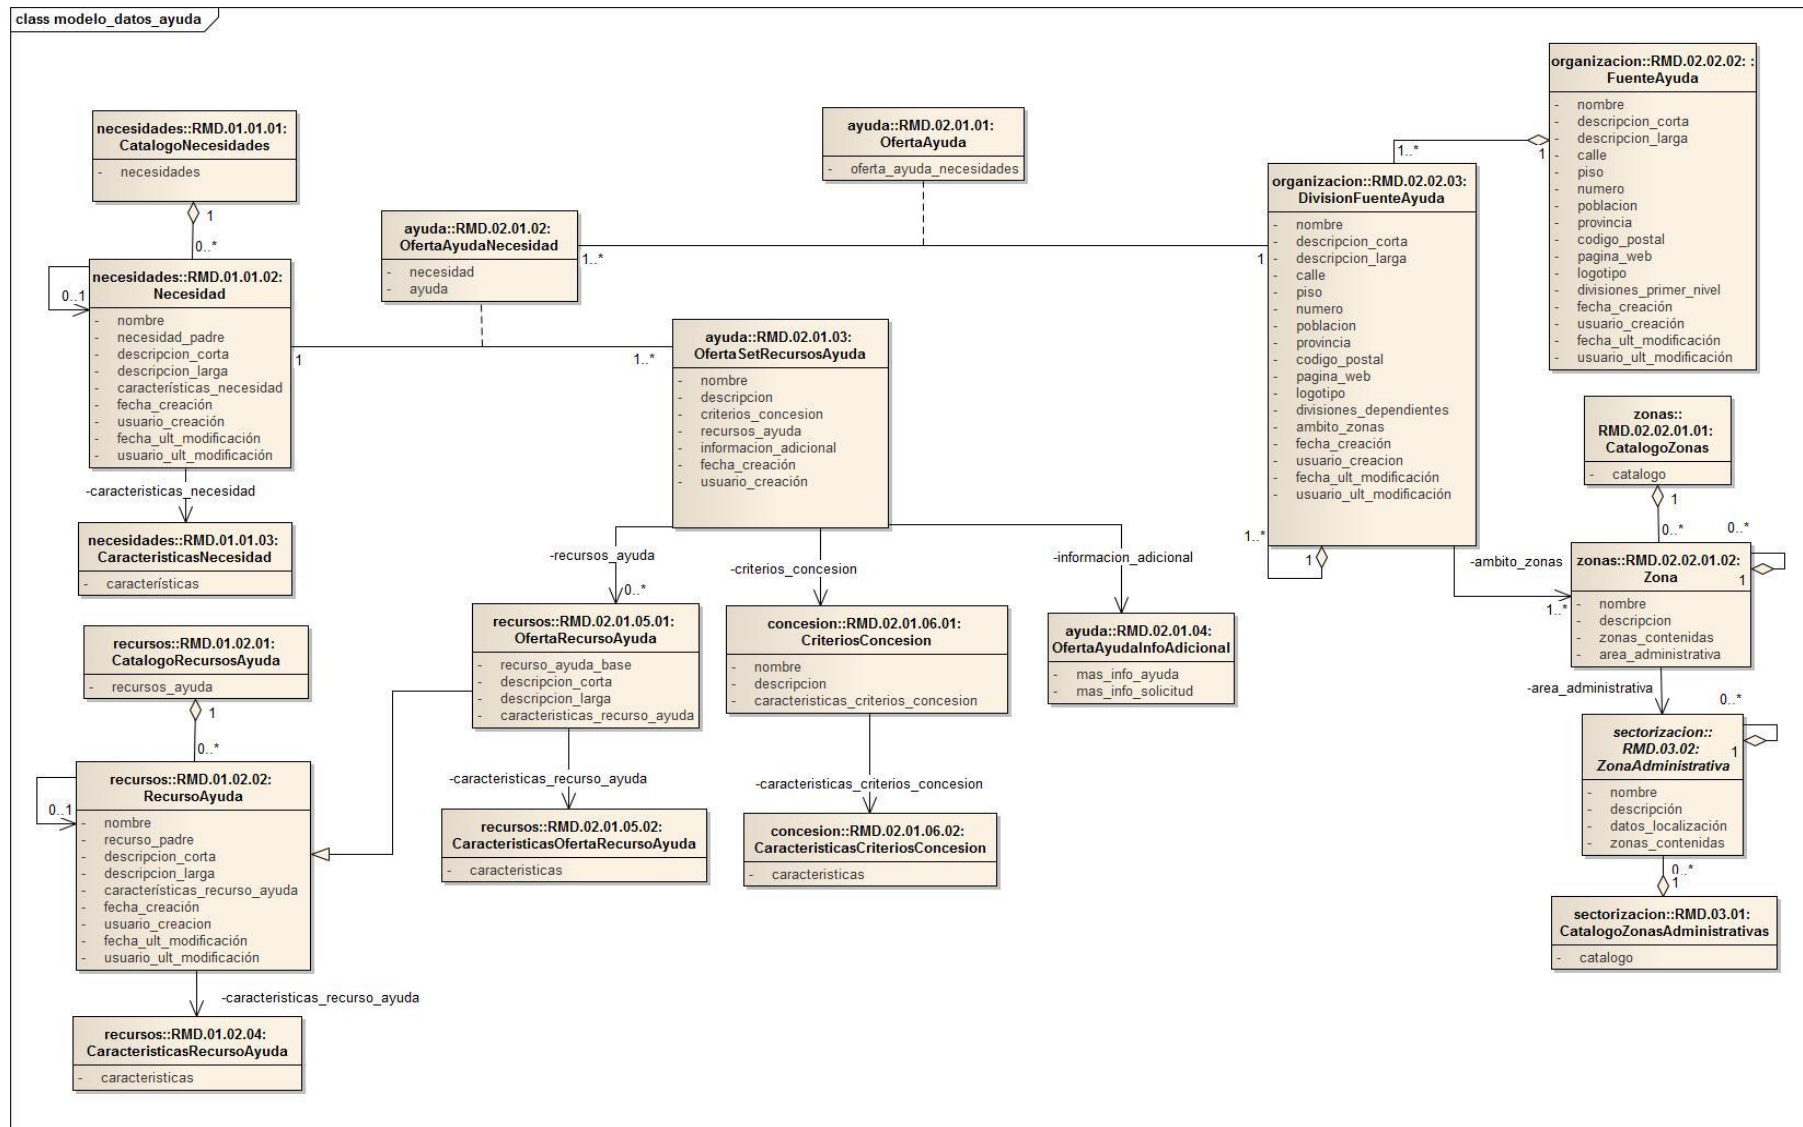 class modelo_datos_ayuda
necesidades::RMD.01.01.01:
CatalogoNecesidades
- necesidades
1
0..*
necesidades::RMD.01.01.02:
Necesidad
- nombre
- necesidad_padre
- descripcion_corta
- descripcion_larga
- características_necesidad
- fecha_creación
- usuario_creación
- fecha_ult_modificación
- usuario_ult_modificación
0..1
1
1..*
-caracteristicas_necesidad
necesidades::RMD.01.01.03:
CaracteristicasNecesidad
- características
recursos::RMD.01.02.01:
CatalogoRecursosAyuda
- recursos_ayuda
1
0..*
recursos::RMD.01.02.02:
RecursoAyuda
- nombre
- recurso_padre
- descripcion_corta
- descripcion_larga
- características_recurso_ayuda
- fecha_creación
- usuario_creacion
- fecha_ult_modificación
- usuario_ult_modificación
0..1
-caracteristicas_recurso_ayuda
recursos::RMD.01.02.04:
CaracteristicasRecursoAyuda
- caracteristicas
ayuda::RMD.02.01.01:
OfertaAyuda
- oferta_ayuda_necesidades
ayuda::RMD.02.01.02:
OfertaAyudaNecesidad
- necesidad
- ayuda
1..*
1
ayuda::RMD.02.01.03:
OfertaSetRecursosAyuda
- nombre
- descripcion
- criterios_concesion
- recursos_ayuda
- informacion_adicional
- fecha_creación
- usuario_creación
-recursos_ayuda
0..*
-criterios_concesion
-informacion_adicional
recursos::RMD.02.01.05.01:
OfertaRecursoAyuda
- recurso_ayuda_base
- descripcion_corta
- descripcion_larga
- caracteristicas_recurso_ayuda
-caracteristicas_recurso_ayuda
recursos::RMD.02.01.05.02:
CaracteristicasOfertaRecursoAyuda
- caracteristicas
concesion::RMD.02.01.06.01:
CriteriosConcesion
- nombre
- descripcion
- caracteristicas_criterios_concesion
-caracteristicas_criterios_concesion
concesion::RMD.02.01.06.02:
CaracteristicasCriteriosConcesion
- caracteristicas
ayuda::RMD.02.01.04:
OfertaAyudaInfoAdicional
- mas_info_ayuda
- mas_info_solicitud
organizacion::RMD.02.02.03:
DivisionFuenteAyuda
- nombre
- descripcion_corta
- descripcion_larga
- calle
- piso
- numero
- poblacion
- provincia
- codigo_postal
- pagina_web
- logotipo
- divisiones_dependientes
- ambito_zonas
- fecha_creación
- usuario_creacion
- fecha_ult_modificación
- usuario_ult_modificación
1..*
1
1..*
1
organizacion::RMD.02.02.02: :
FuenteAyuda
- nombre
- descripcion_corta
- descripcion_larga
- calle
- piso
- numero
- poblacion
- provincia
- codigo_postal
- pagina_web
- logotipo
- divisiones_primer_nivel
- fecha_creación
- usuario_creación
- fecha_ult_modificación
- usuario_ult_modificación
zonas::
RMD.02.02.01.01:
CatalogoZonas
- catalogo
1
0..*
0..*
-ambito_zonas
1..*
zonas::RMD.02.02.01.02:
Zona
1
- nombre
- descripcion
- zonas_contenidas
- area_administrativa
-area_administrativa
0..*
sectorizacion::
RMD.03.02:
ZonaAdministrativa
1
- nombre
- descripción
- datos_localización
- zonas_contenidas
0..*
1
sectorizacion::RMD.03.01:
CatalogoZonasAdministrativas
- catalogo